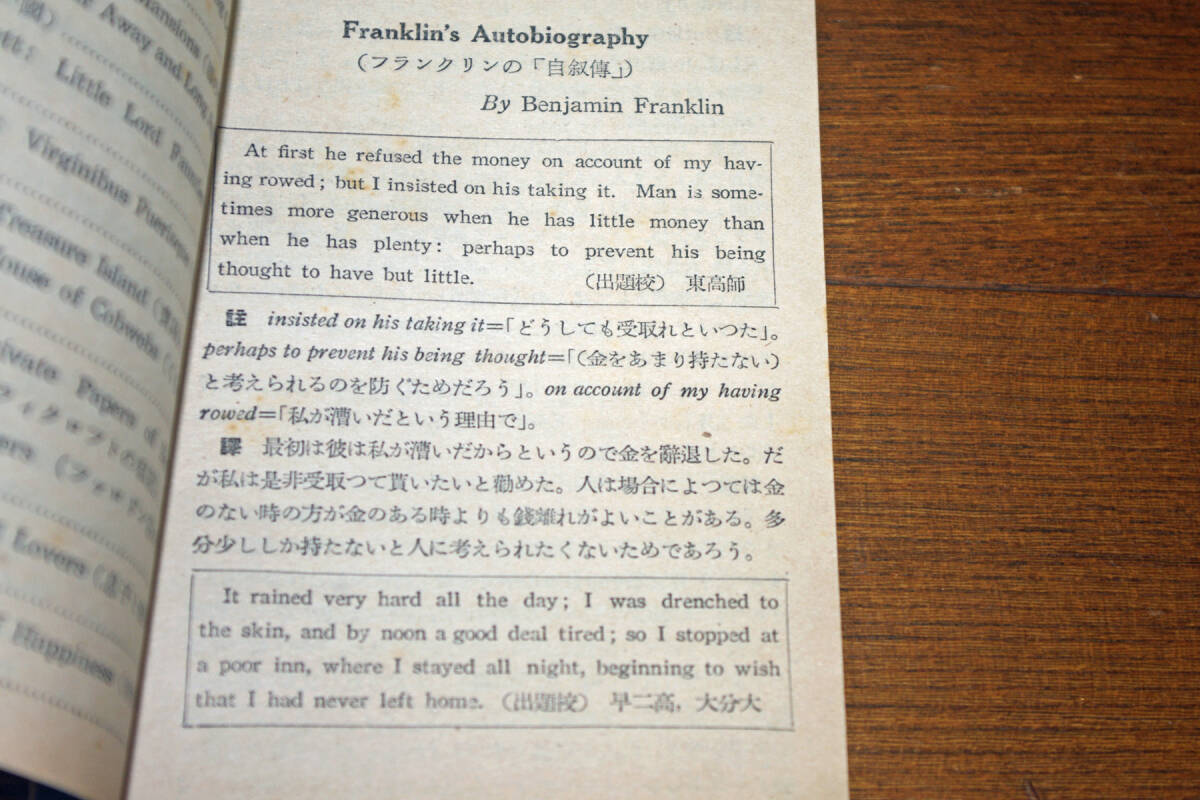 Mansions
Away and Long
Little Lord Faun
Virginibus Puerisque
Treasure Island
House of Cobwebs
Private Papers of
Lovers
Happiness
Franklin's Autobiography
（フランクリンの「自叙傳」）
By Benjamin Franklin
At first he refused the money on account of my hav-
ing rowed; but I insisted on his taking it. Man is some-
times more generous when he has little money than
when he has plenty: perhaps to prevent his being
thought to have but little. （出題校） 東高師
註 insisted on his taking it=「どうしても受取れといつた」。
perhaps to prevent his being thought=「（金をあまり持たない）
と考えられるのを防ぐためだろう」。on account of my having
rowed=「私が漕いだという理由で」。
譯 最初は彼は私が漕いだからというので金を辭退した。だ
が私は是非受取つて貰いたいと勸めた。人は場合によつては金
のない時の方が金のある時よりも錢離れがよいことがある。多
分少ししか持たないと人に考えられたくないためであろう。
It rained very hard all the day; I was drenched to
the skin, and by noon a good deal tired; so I stopped at
a poor inn, where I stayed all night, beginning to wish
that I had never left home. （出題校） 早二高，大分大